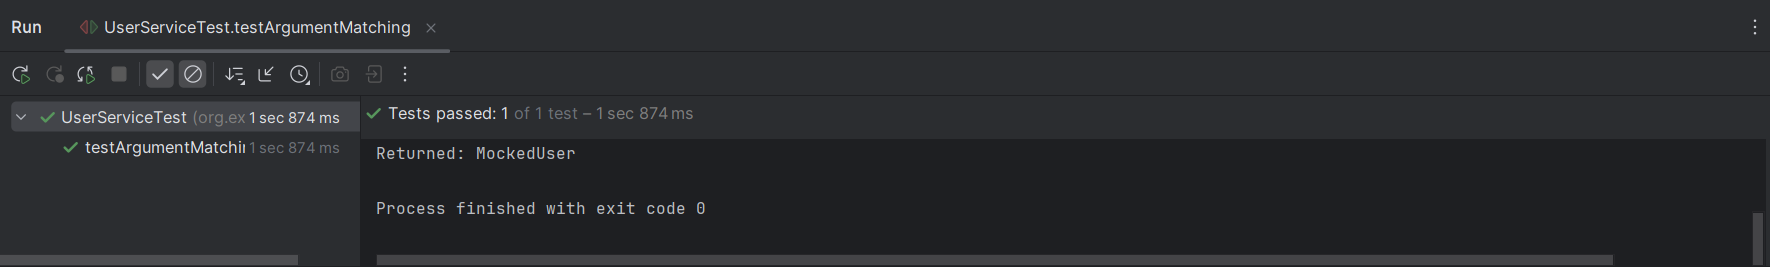 Run UserServiceTest.testArgumentMatching
Tests passed: 1 of 1 test – 1 sec 874 ms
UserServiceTest (org.ex 1 sec 874 ms
testArgumentMatchi 1 sec 874 ms
Returned: MockedUser
Process finished with exit code 0